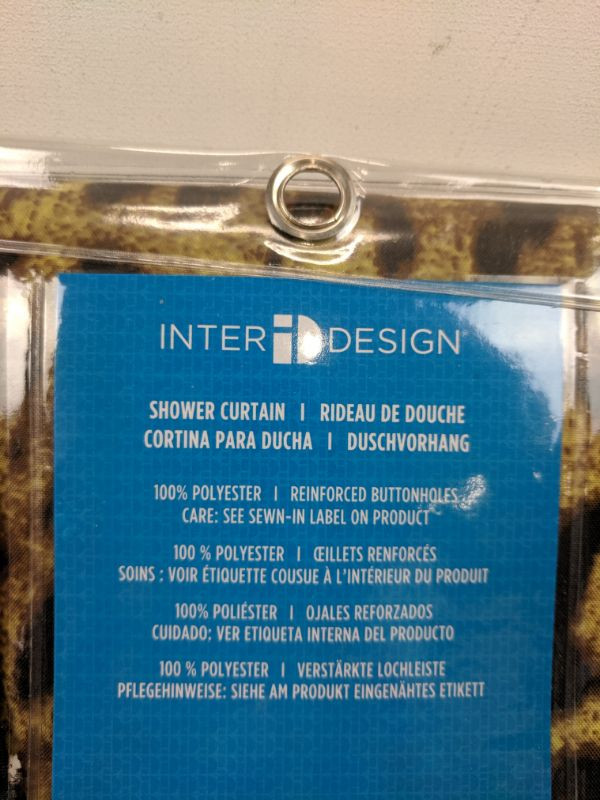 INTER iD DESIGN
SHOWER CURTAIN | RIDEAU DE DOUCHE
CORTINA PARA DUCHA | DUSCHVORHANG
100% POLYESTER | REINFORCED BUTTONHOLES
CARE: SEE SEWN-IN LABEL ON PRODUCT
100 % POLYESTER | ŒILLETS RENFORCÉS
SOINS : VOIR ÉTIQUETTE COUSUE À L'INTÉRIEUR DU PRODUIT
100 % POLIÉSTER | OJALES REFORZADOS
CUIDADO: VER ETIQUETA INTERNA DEL PRODUCTO
100 % POLYESTER | VERSTÄRKTE LOCHLEISTE
PFLEGEHINWEISE: SIEHE AM PRODUKT EINGENÄHTES ETIKETT